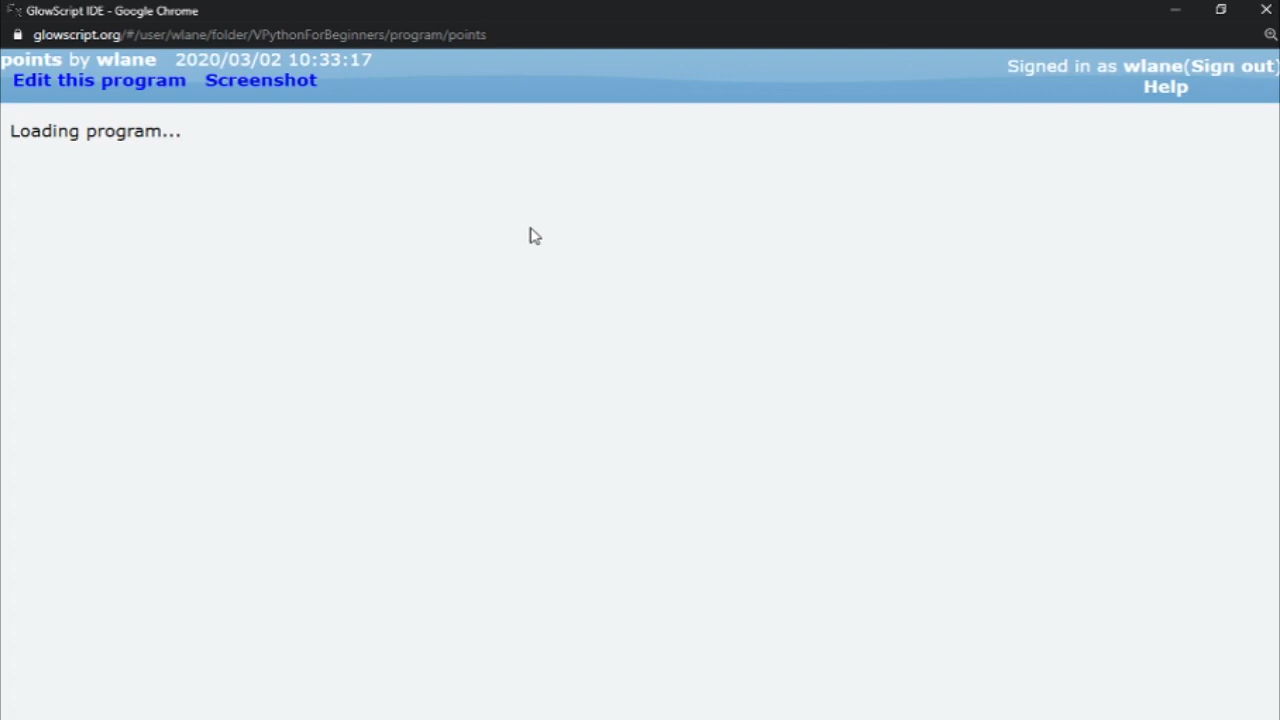 GlowScript IDE - Google Chrome
glowscript.org/#/user/wlane/folder/VPythonForBeginners/program/points
points by wlane 2020/03/02 10:33:17
Signed in as wlane(Sign out)
Edit this program Screenshot
Help
Loading program...